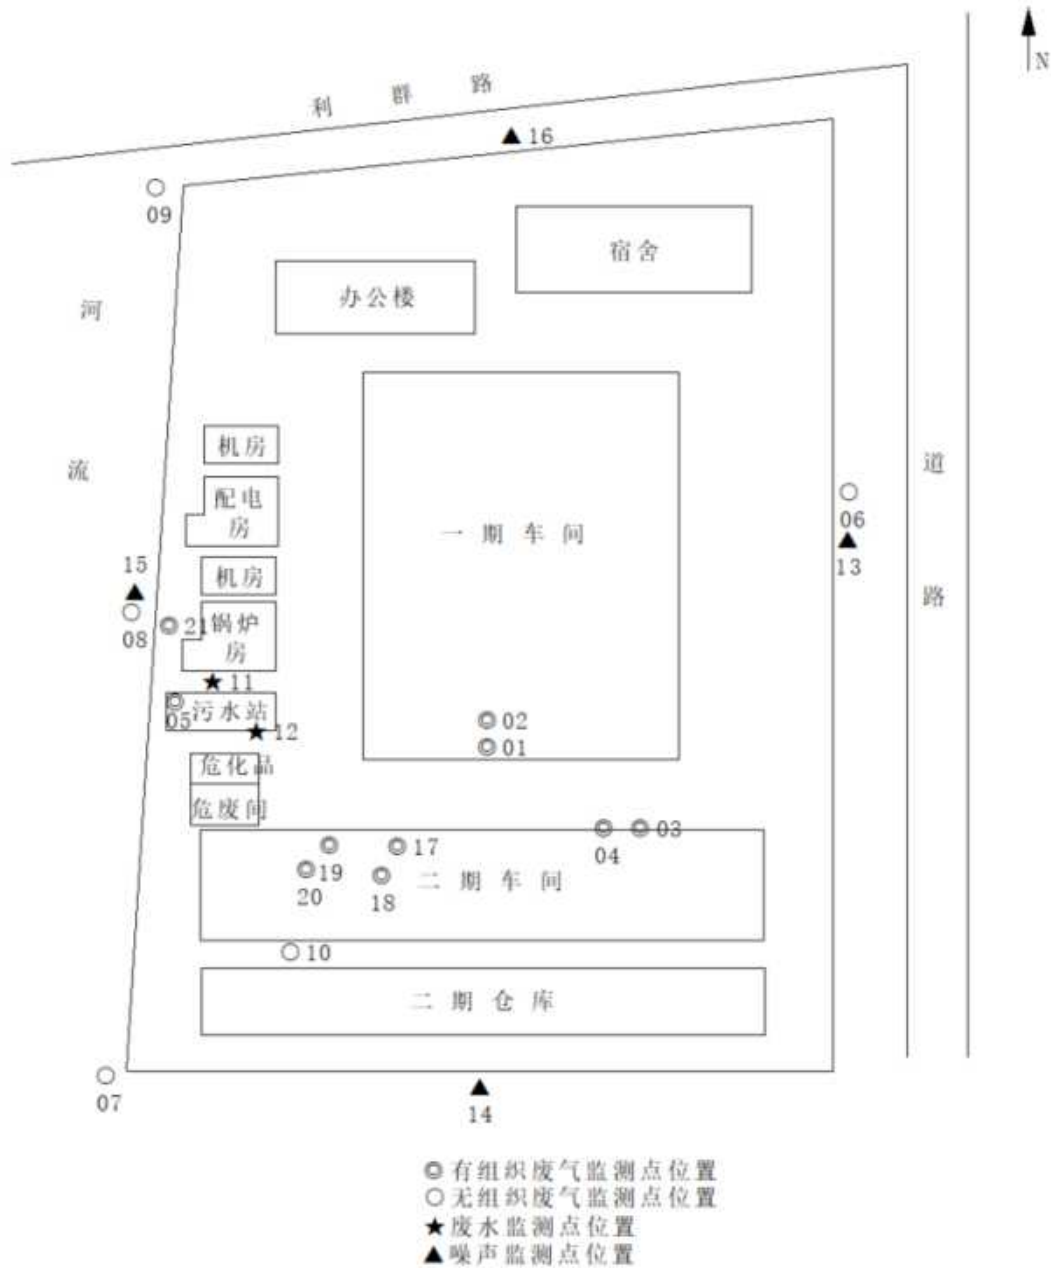 N
利群路
16
09
宿舍
办公楼
河流
机房
配电
房
一期车间
道路
06
13
15
机房
08
21
锅炉
房
11
05
污水站
12
02
01
危化品
危废间
03
04
17
19
20
18
二期车间
10
二期仓库
07
14
有组织废气监测点位置
无组织废气监测点位置
废水监测点位置
噪声监测点位置